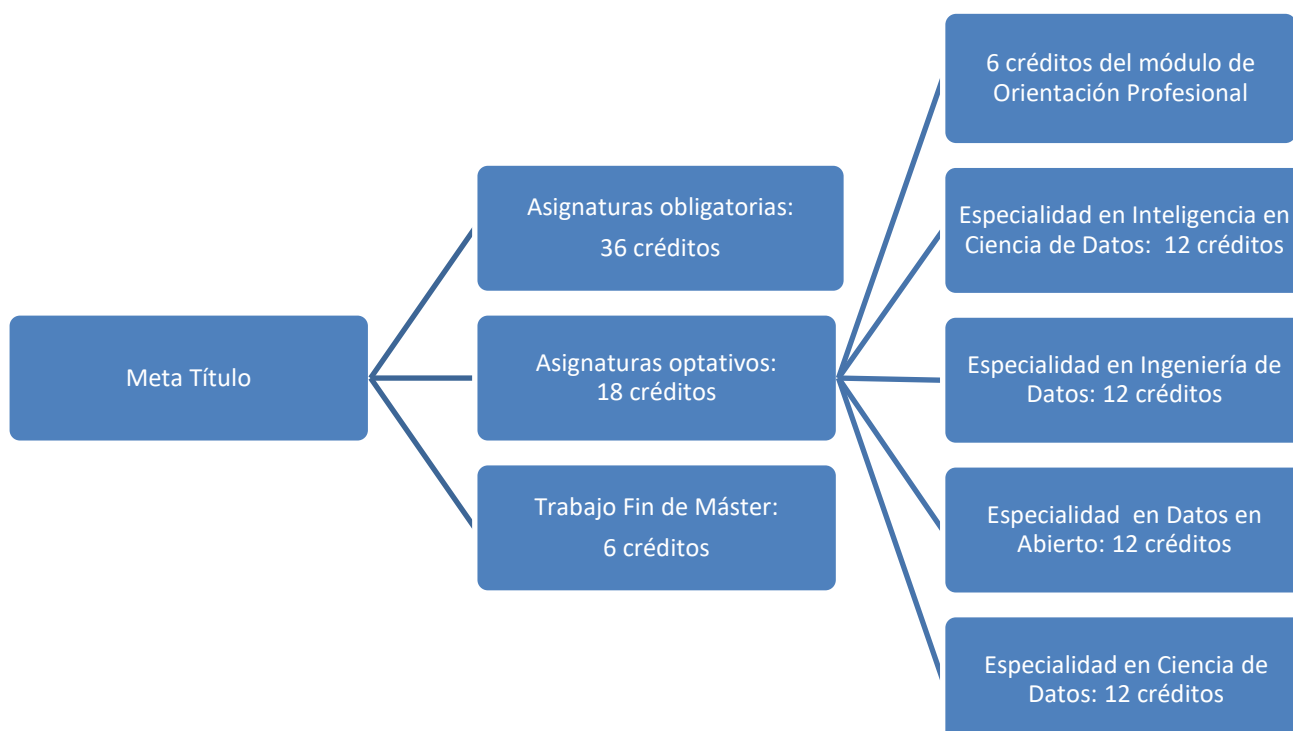 Meta Título
Asignaturas obligatorias:
36 créditos
Asignaturas optativos:
18 créditos
Trabajo Fin de Máster:
6 créditos
6 créditos del módulo de
Orientación Profesional
Especialidad en Inteligencia en
Ciencia de Datos:  12 créditos
Especialidad en Ingeniería de
Datos: 12 créditos
Especialidad  en Datos en
Abierto: 12 créditos
Especialidad en Ciencia de
Datos: 12 créditos